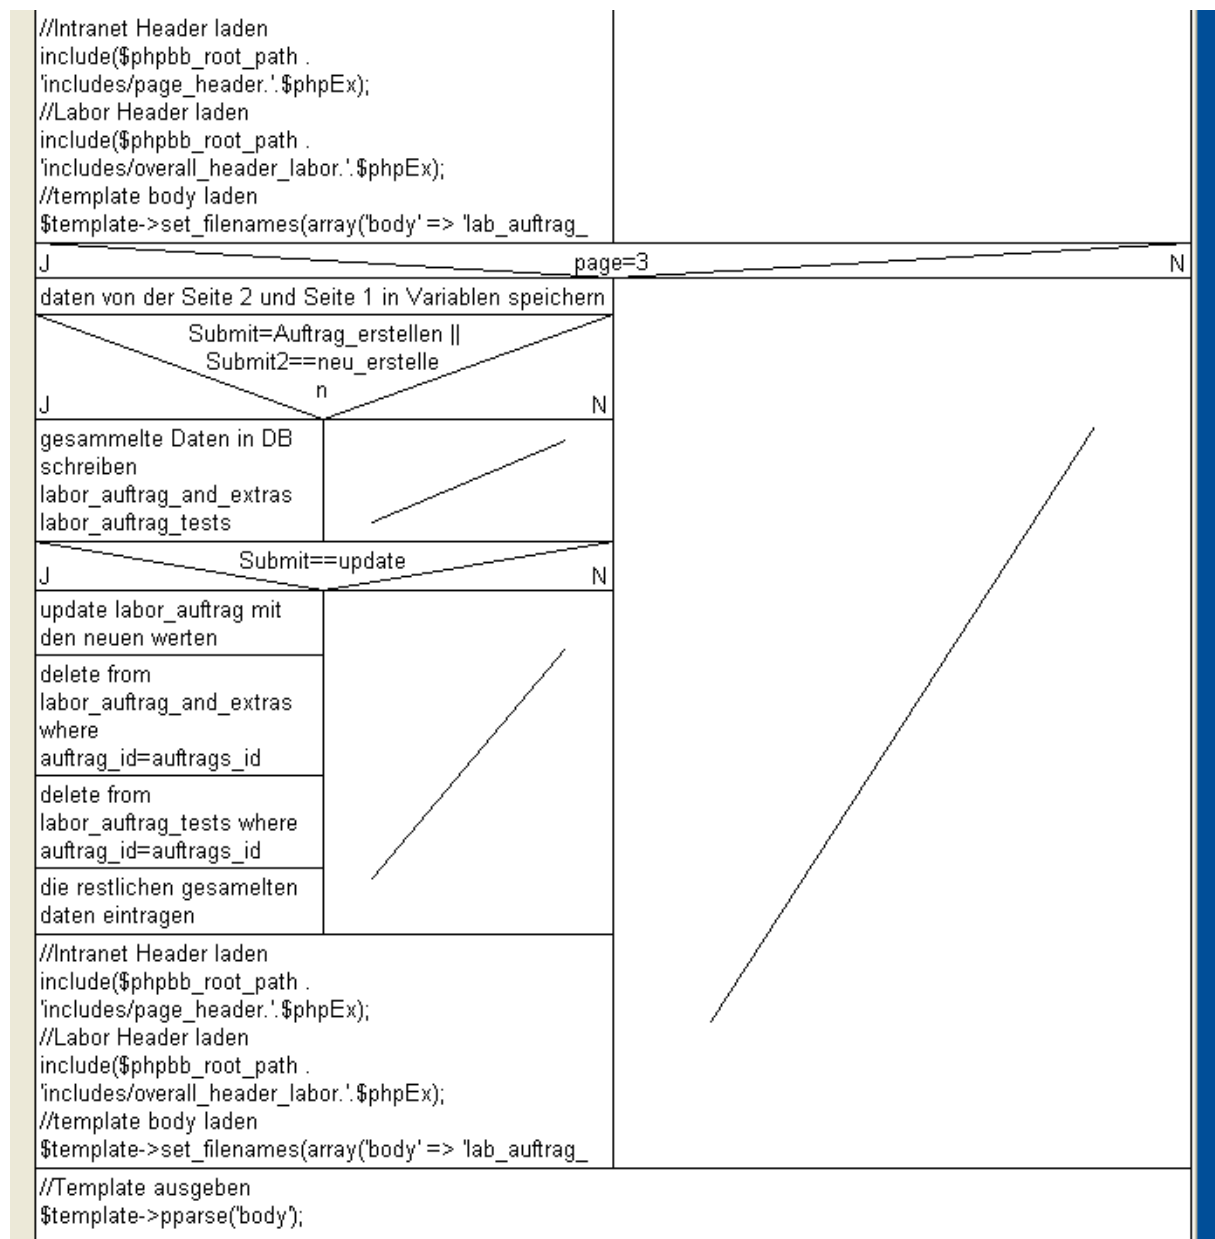 //Intranet Header laden
include($phpbb_root_path .
'includes/page_header.'.$phpEx);
//Labor Header laden
include($phpbb_root_path .
'includes/overall_header_labor.'.$phpEx);
//template body laden
$template->set_filenames(array('body' => 'lab_auftrag_
page=3
J
N
daten von der Seite 2 und Seite 1 in Variablen speichern
Submit=Auftrag_erstellen ||
Submit2==neu_erstelle
n
J
N
gesammelte Daten in DB
schreiben
labor_auftrag_and_extras
labor_auftrag_tests
Submit==update
J
N
update labor_auftrag mit
den neuen werten
delete from
labor_auftrag_and_extras
where
auftrag_id=auftrags_id
delete from
labor_auftrag_tests where
auftrag_id=auftrags_id
die restlichen gesamelten
daten eintragen
//Intranet Header laden
include($phpbb_root_path .
'includes/page_header.'.$phpEx);
//Labor Header laden
include($phpbb_root_path .
'includes/overall_header_labor.'.$phpEx);
//template body laden
$template->set_filenames(array('body' => 'lab_auftrag_
//Template ausgeben
$template->pparse('body');